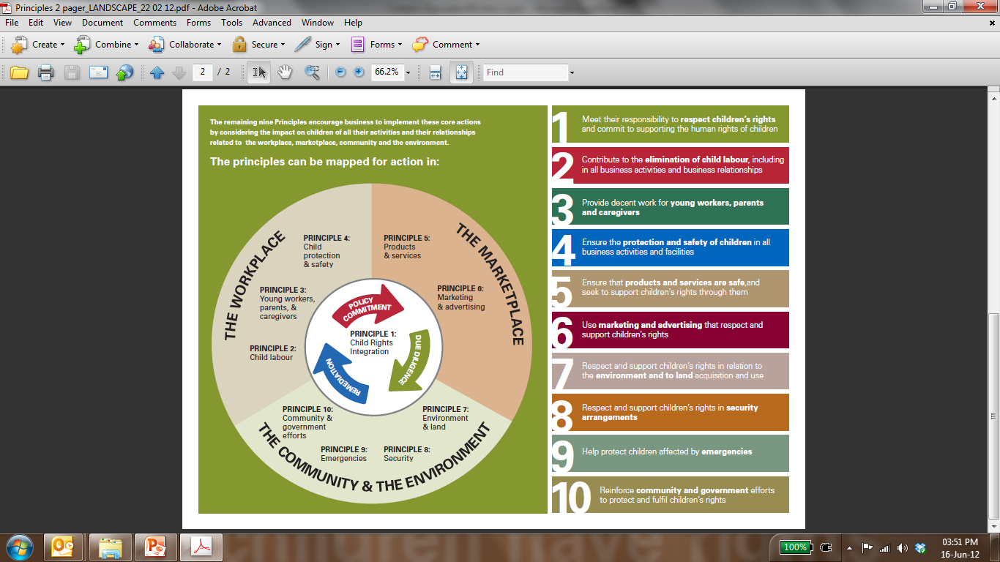 Principles 2 pager_LANDSCAPE_22 02 12.pdf - Adobe Acrobat
File Edit View Document Comments Forms Tools Advanced Window Help
Create Combine Collaborate Secure Sign Forms Comment
2 / 2 66.2% Find
The remaining nine Principles encourage business to implement these core actions
by considering the impact on children of all their activities and their relationships
related to the workplace, marketplace, community and the environment.
The principles can be mapped for action in:
THE WORKPLACE
PRINCIPLE 4:
Child
protection
& safety
PRINCIPLE 3:
Young workers,
parents, &
caregivers
PRINCIPLE 2:
Child labour
THE MARKETPLACE
PRINCIPLE 5:
Products
& services
PRINCIPLE 6:
Marketing
& advertising
POLICY
COMMITMENT
PRINCIPLE 1:
Child Rights
Integration
DUE DILIGENCE
REMEDIATION
PRINCIPLE 10:
Community &
government
efforts
PRINCIPLE 9:
Emergencies
PRINCIPLE 8:
Security
PRINCIPLE 7:
Environment
& land
THE COMMUNITY & THE ENVIRONMENT
1
Meet their responsibility to respect children's rights
and commit to supporting the human rights of children
2
Contribute to the elimination of child labour, including
in all business activities and business relationships
3
Provide decent work for young workers, parents
and caregivers
4
Ensure the protection and safety of children in all
business activities and facilities
5
Ensure that products and services are safe,and
seek to support children's rights through them
6
Use marketing and advertising that respect and
support children's rights
7
Respect and support children's rights in relation to
the environment and to land acquisition and use
8
Respect and support children's rights in security
arrangements
9
Help protect children affected by emergencies
10
Reinforce community and government efforts
to protect and fulfil children's rights
100%
03:51 PM
16-Jun-12